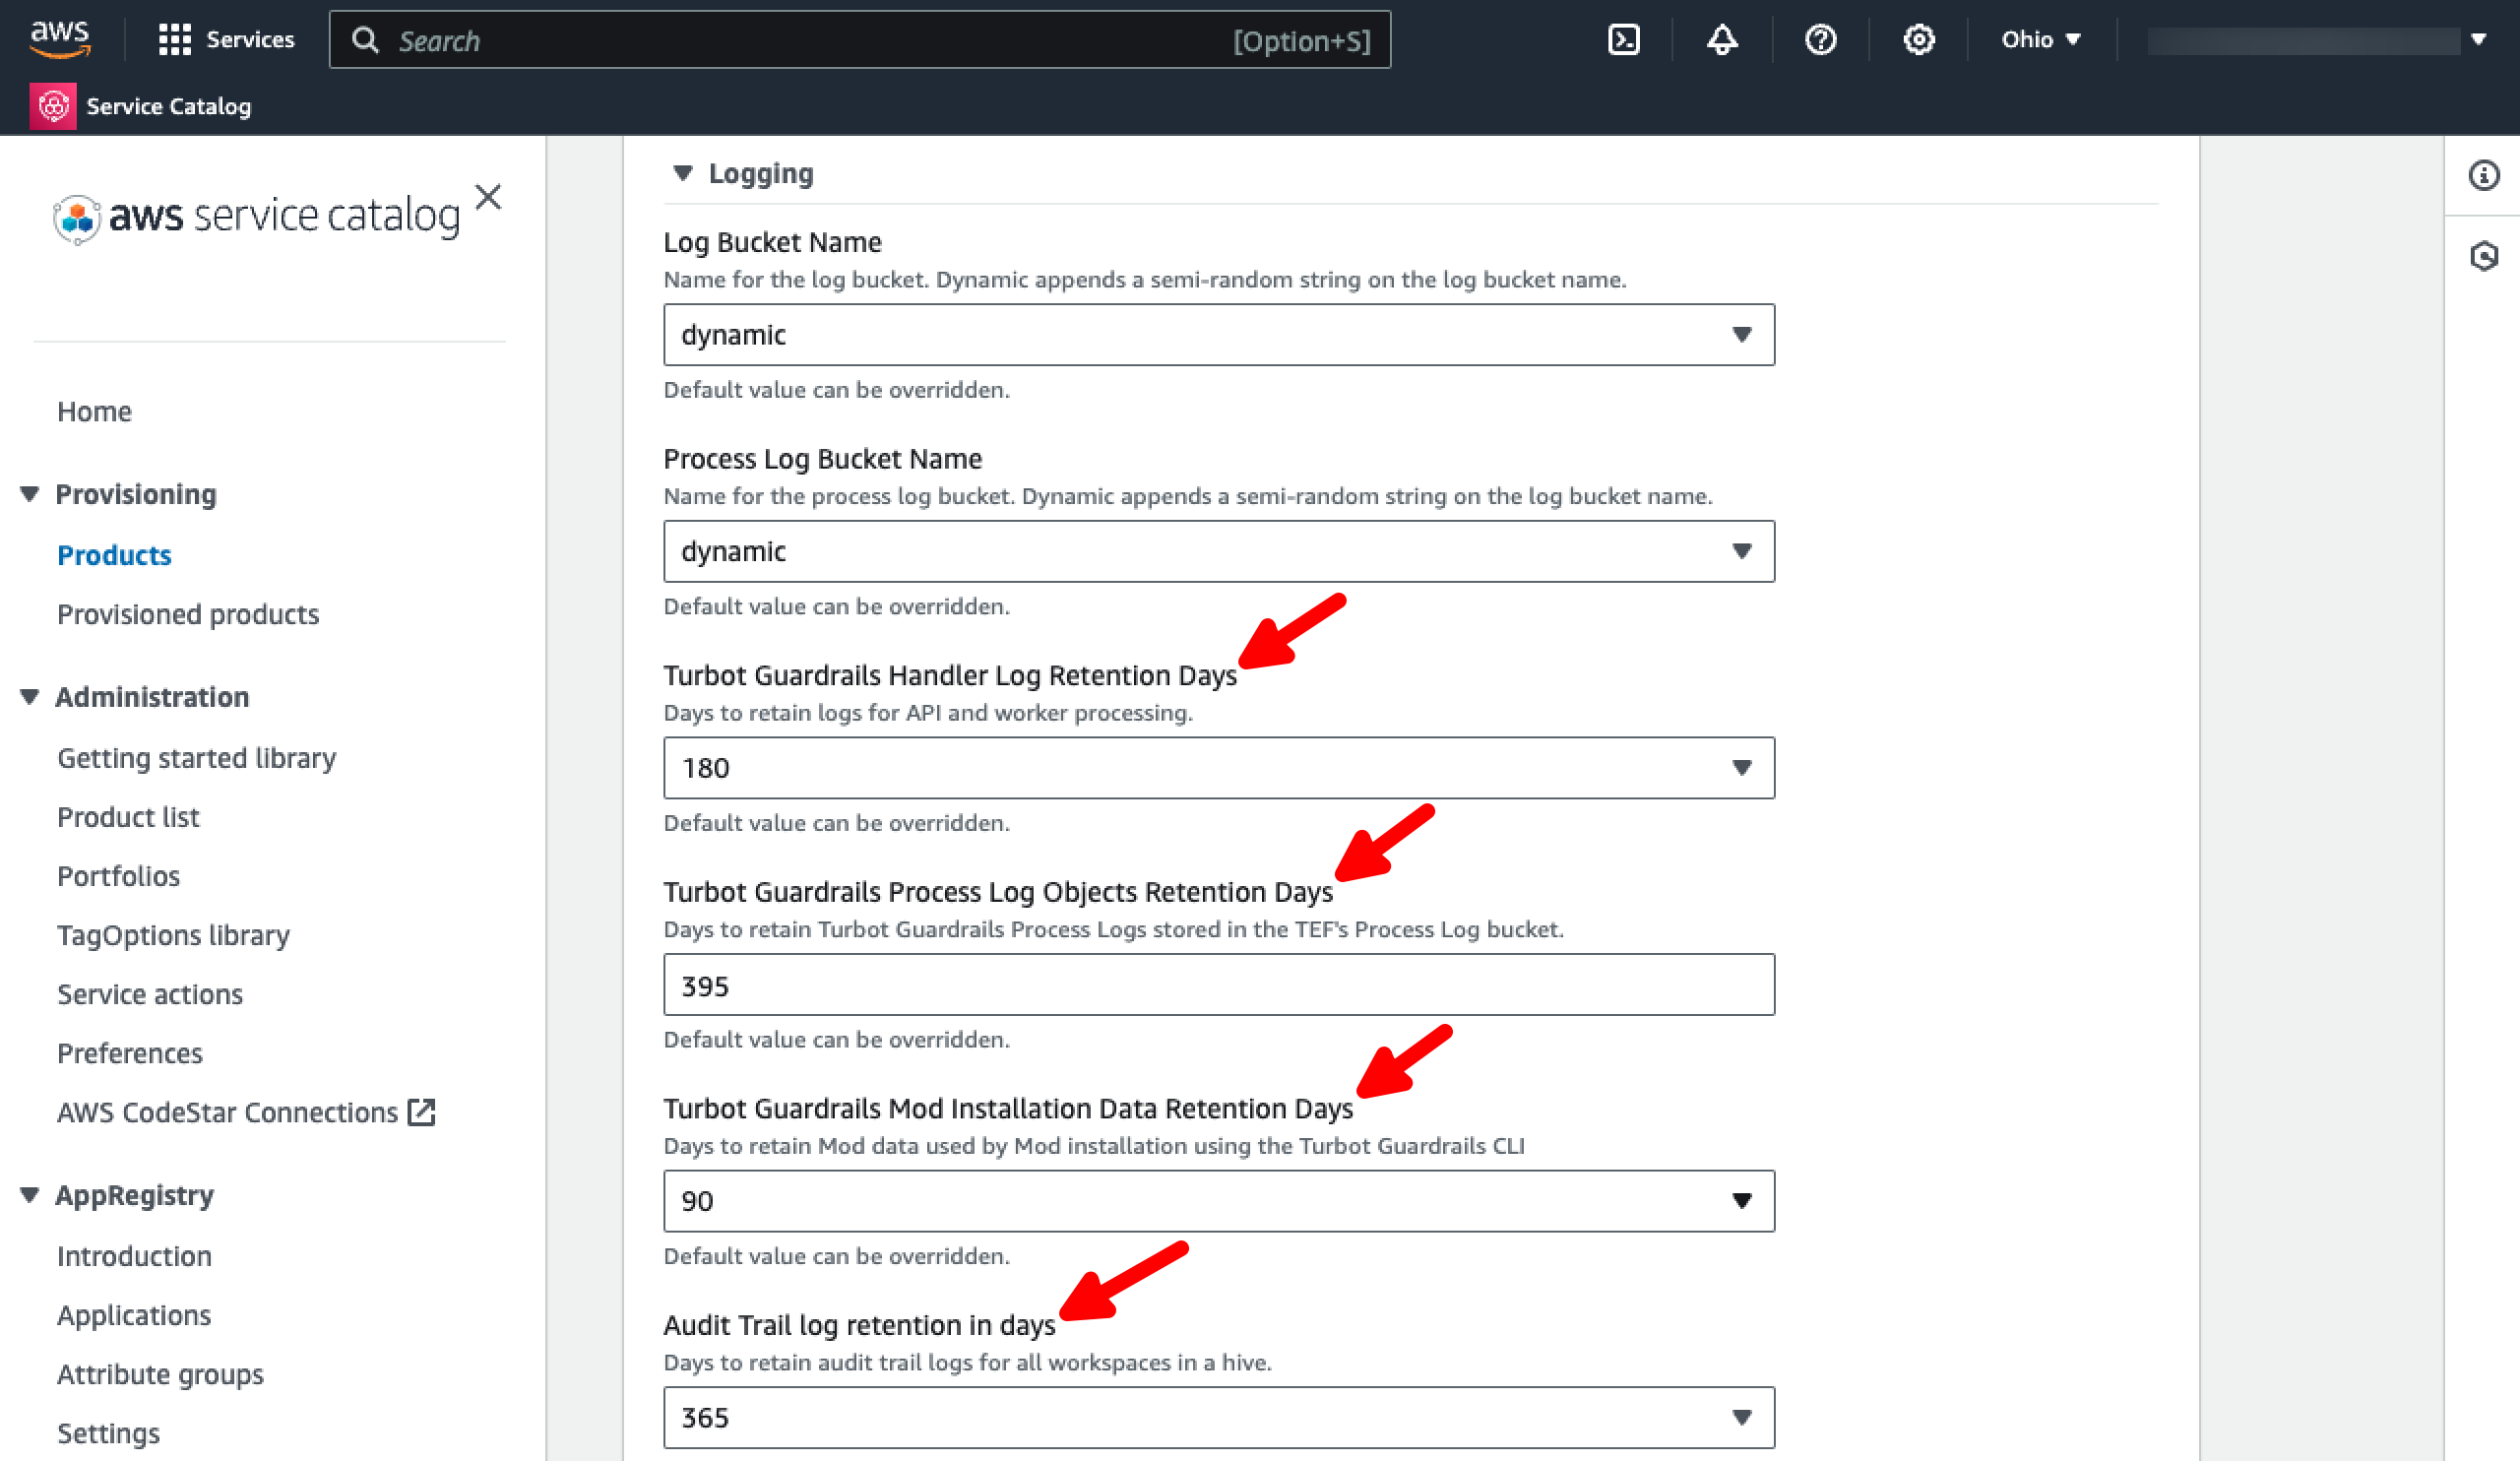 aws
Services
Search
[Option+S]
Ohio
Service Catalog
aws service catalog
Home
Provisioning
Products
Provisioned products
Administration
Getting started library
Product list
Portfolios
TagOptions library
Service actions
Preferences
AWS CodeStar Connections
AppRegistry
Introduction
Applications
Attribute groups
Settings
Logging
Log Bucket Name
Name for the log bucket. Dynamic appends a semi-random string on the log bucket name.
dynamic
Default value can be overridden.
Process Log Bucket Name
Name for the process log bucket. Dynamic appends a semi-random string on the log bucket name.
dynamic
Default value can be overridden.
Turbot Guardrails Handler Log Retention Days
Days to retain logs for API and worker processing.
180
Default value can be overridden.
Turbot Guardrails Process Log Objects Retention Days
Days to retain Turbot Guardrails Process Logs stored in the TEF's Process Log bucket.
395
Default value can be overridden.
Turbot Guardrails Mod Installation Data Retention Days
Days to retain Mod data used by Mod installation using the Turbot Guardrails CLI
90
Default value can be overridden.
Audit Trail log retention in days
Days to retain audit trail logs for all workspaces in a hive.
365